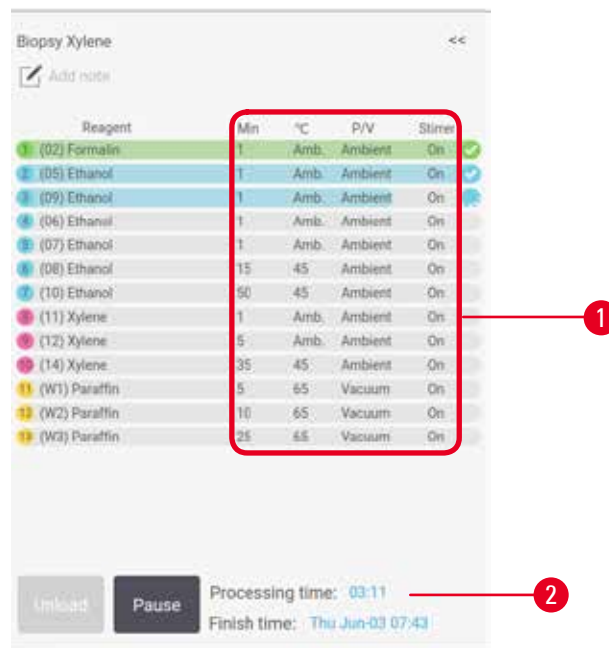 Biopsy Xylene <<
Add note
Reagent Min °C P/V Stirrer
1 (02) Formalin 1 Amb. Ambient On
2 (05) Ethanol 1 Amb. Ambient On
3 (09) Ethanol 1 Amb. Ambient On
4 (06) Ethanol 1 Amb. Ambient On
5 (07) Ethanol 1 Amb. Ambient On
6 (08) Ethanol 15 45 Ambient On
7 (10) Ethanol 50 45 Ambient On
8 (11) Xylene 1 Amb. Ambient On
9 (12) Xylene 5 Amb. Ambient On
10 (14) Xylene 35 45 Ambient On
11 (W1) Paraffin 5 65 Vacuum On
12 (W2) Paraffin 10 65 Vacuum On
13 (W3) Paraffin 25 65 Vacuum On
1
Unload Pause Processing time: 03:11 2
Finish time: Thu Jun-03 07:43